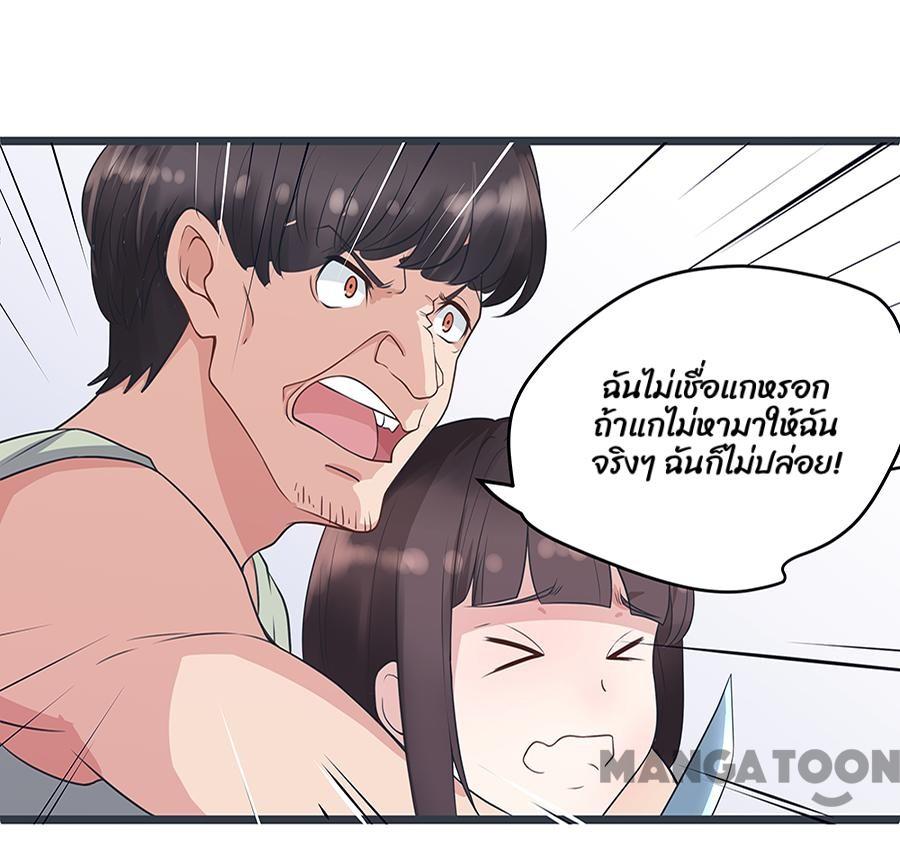 ฉันไม่เชื่อแกหรอก
ถ้าแกไม่หามาให้ฉัน
จริงๆ ฉันก็ไม่ปล่อย!
MANGATOON